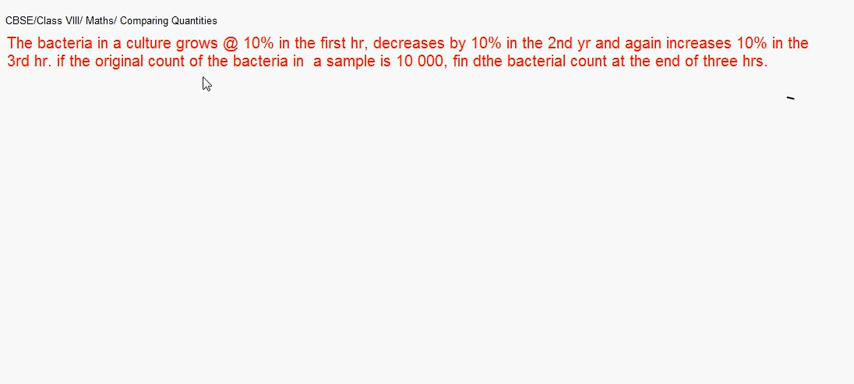 CBSE/Class VIII/ Maths/ Comparing Quantities
The bacteria in a culture grows @ 10% in the first hr, decreases by 10% in the 2nd yr and again increases 10% in the
3rd hr. if the original count of the bacteria in  a sample is 10 000, fin dthe bacterial count at the end of three hrs.